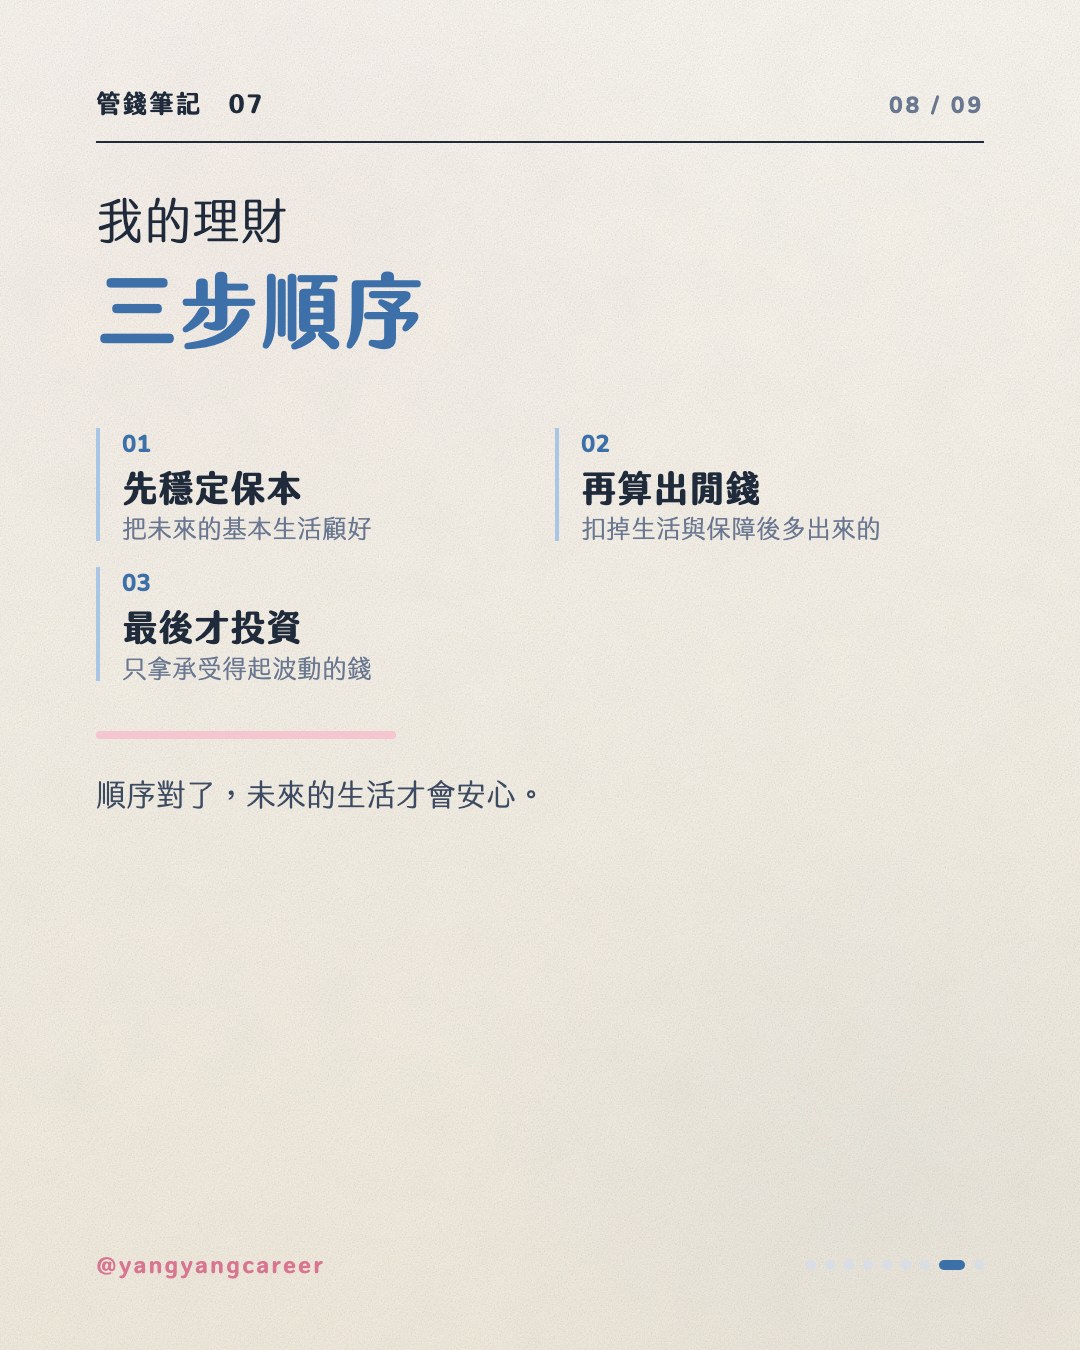 管錢筆記 07
08 / 09
我的理財
三步順序
01
先穩定保本
把未來的基本生活顧好
02
再算出閒錢
扣掉生活與保障後多出來的
03
最後才投資
只拿承受得起波動的錢
順序對了，未來的生活才會安心。
@yangyangcareer